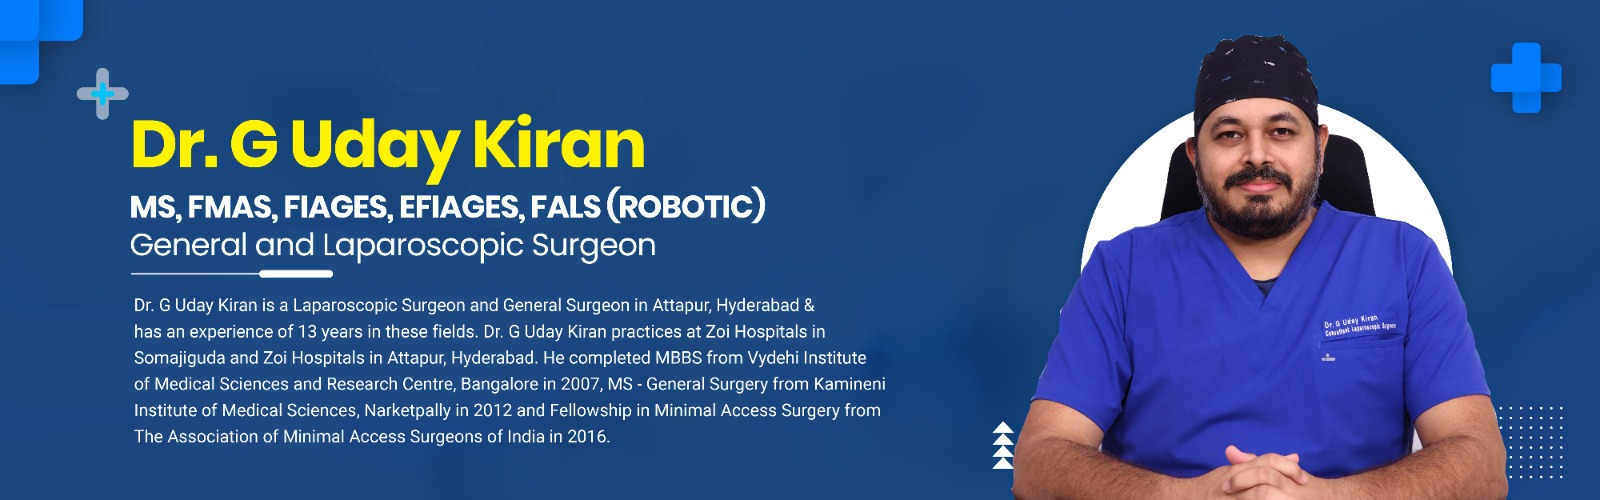 Dr. G Uday Kiran
MS, FMAS, FIAGES, EFIAGES, FALS (ROBOTIC)
General and Laparoscopic Surgeon
Dr. G Uday Kiran is a Laparoscopic Surgeon and General Surgeon in Attapur, Hyderabad &
has an experience of 13 years in these fields. Dr. G Uday Kiran practices at Zoi Hospitals in
Somajiguda and Zoi Hospitals in Attapur, Hyderabad. He completed MBBS from Vydehi Institute
of Medical Sciences and Research Centre, Bangalore in 2007, MS - General Surgery from Kamineni
Institute of Medical Sciences, Narketpally in 2012 and Fellowship in Minimal Access Surgery from
The Association of Minimal Access Surgeons of India in 2016.
Dr. G Uday Kiran
Consultant Laparoscopic Surgeon